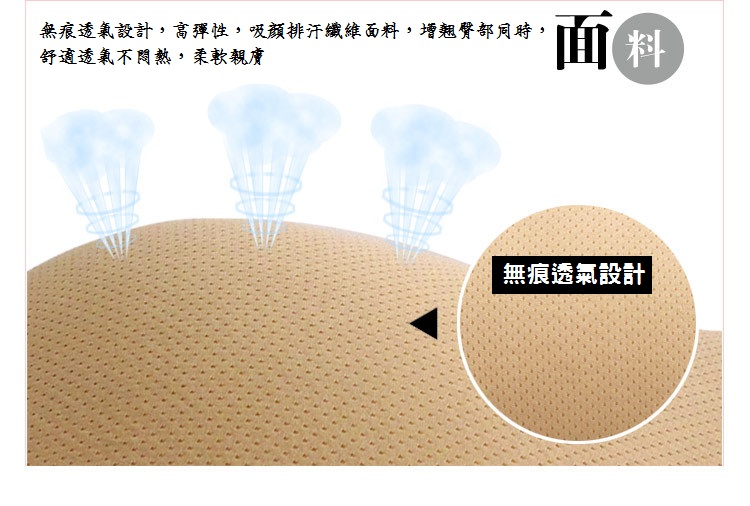 無痕透氣設計，高彈性，吸顏排汗纖維面料，增翹臀部同時，
舒適透氣不悶熱，柔軟親膚
面料
無痕透氣設計